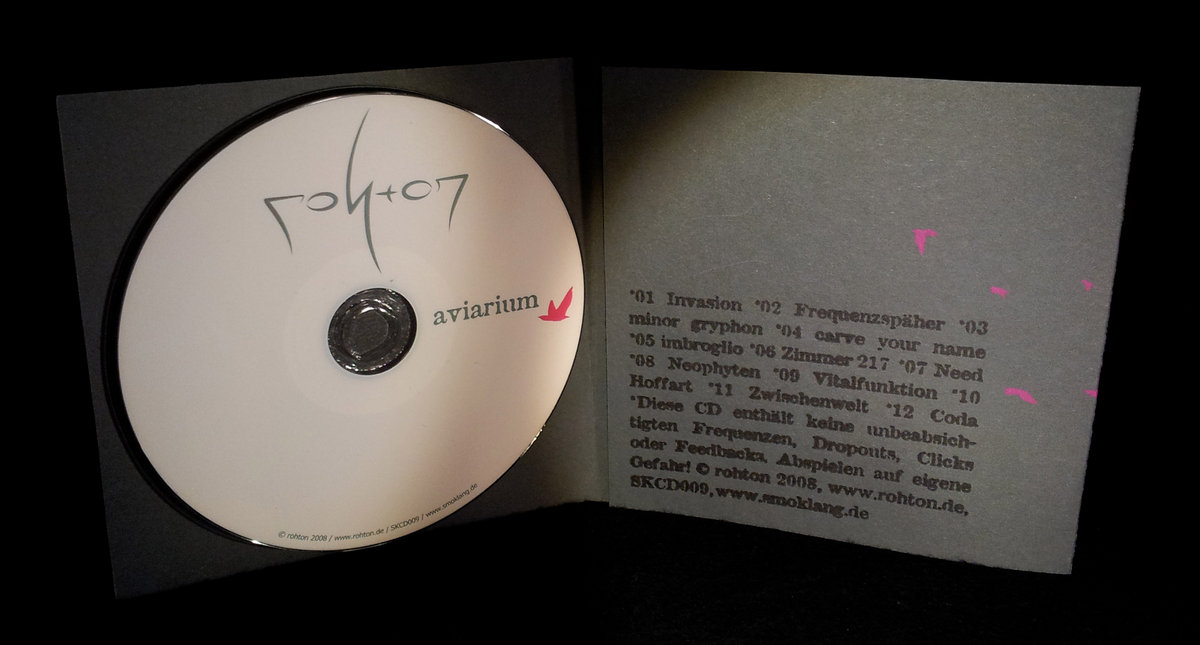 rohton
aviarium
© rohton 2008 / www.rohton.de / SKCD009 / www.smoklang.de
*01 Invasion *02 Frequenzspäher *03
minor gryphon *04 carve your name
*05 imbroglio *06 Zimmer 217 *07 Need
*08 Neophyten *09 Vitalfunktion *10
Hoffart *11 Zwischenwelt *12 Coda
*Diese CD enthält keine unbeabsich-
tigten Frequenzen, Dropouts, Clicks
oder Feedbacks. Abspielen auf eigene
Gefahr! © rohton 2008, www.rohton.de,
SKCD009, www.smoklang.de